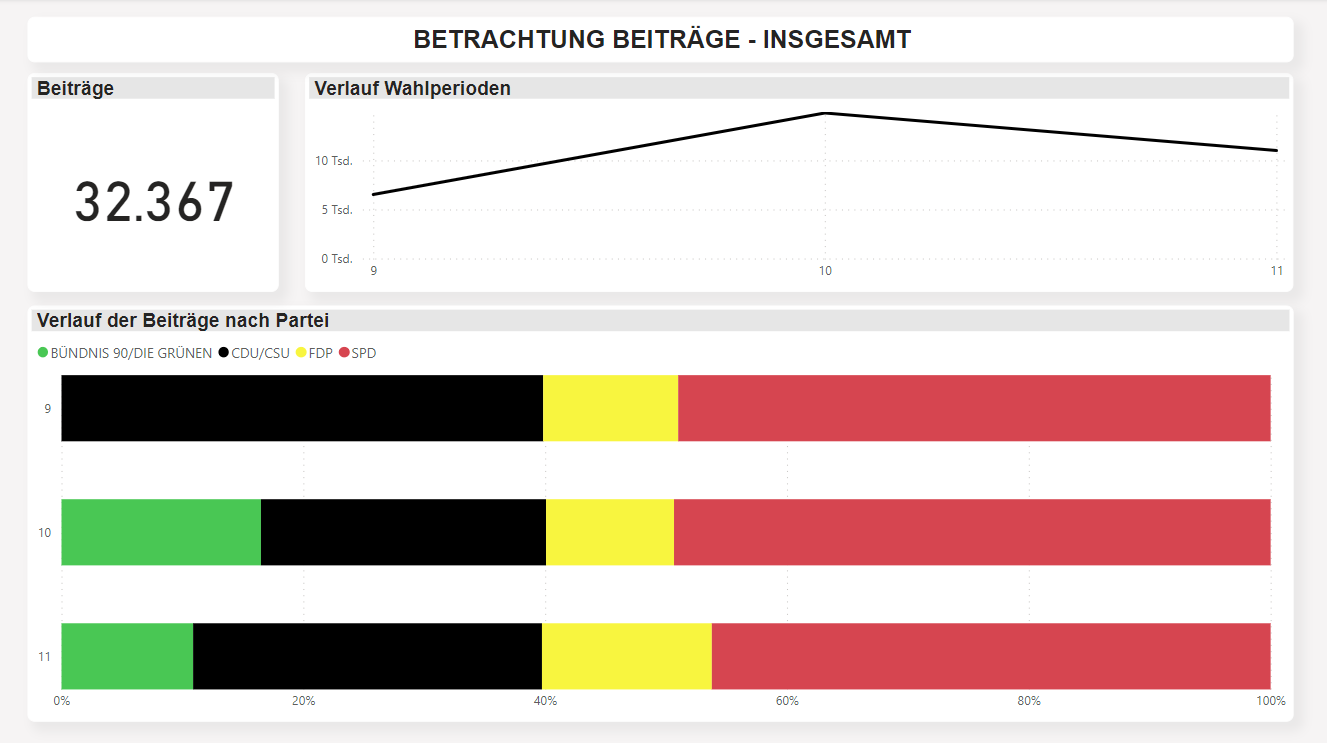 BETRACHTUNG BEITRÄGE - INSGESAMT
Beiträge
32.367
Verlauf Wahlperioden
10 Tsd.
5 Tsd.
0 Tsd.
9 10 11
Verlauf der Beiträge nach Partei
BÜNDNIS 90/DIE GRÜNEN CDU/CSU FDP SPD
9
10
11
0% 20% 40% 60% 80% 100%